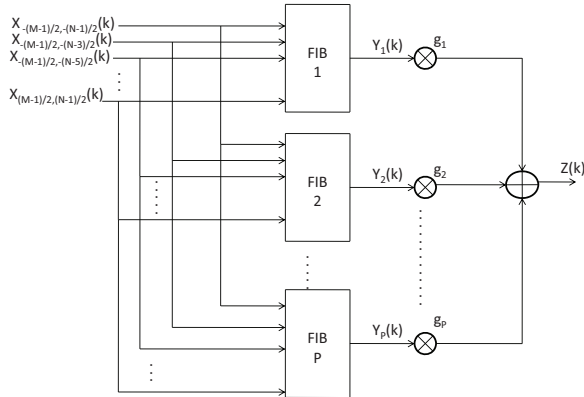 X-(M-1)/2,-(N-1)/2(k)
X-(M-1)/2,-(N-3)/2(k)
X-(M-1)/2,-(N-5)/2(k)
X(M-1)/2,(N-1)/2(k)
FIB
1
Y1(k)
g1
FIB
2
Y2(k)
g2
Z(k)
FIB
P
YP(k)
gP